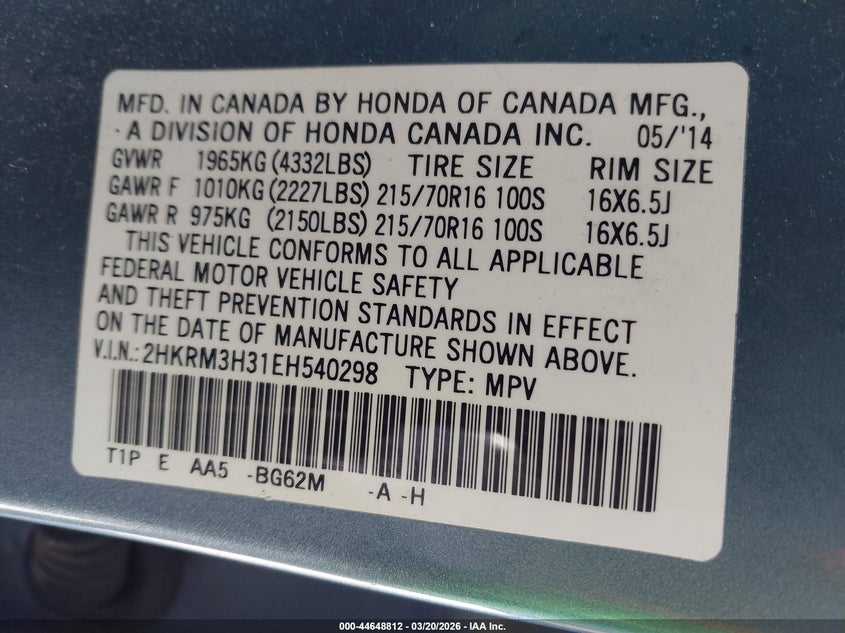 MFD. IN CANADA BY HONDA OF CANADA MFG.,
A DIVISION OF HONDA CANADA INC. 05/'14
GVWR 1965KG (4332LBS) TIRE SIZE RIM SIZE
GAWR F 1010KG (2227LBS) 215/70R16 100S 16X6.5J
GAWR R 975KG (2150LBS) 215/70R16 100S 16X6.5J
THIS VEHICLE CONFORMS TO ALL APPLICABLE
FEDERAL MOTOR VEHICLE SAFETY
AND THEFT PREVENTION STANDARDS IN EFFECT
ON THE DATE OF MANUFACTURE SHOWN ABOVE.
V.I.N.: 2HKRM3H31EH540298 TYPE: MPV
T1P E AA5 -BG62M -A -H
000-44648812 - 03/20/2026 - IAA Inc.